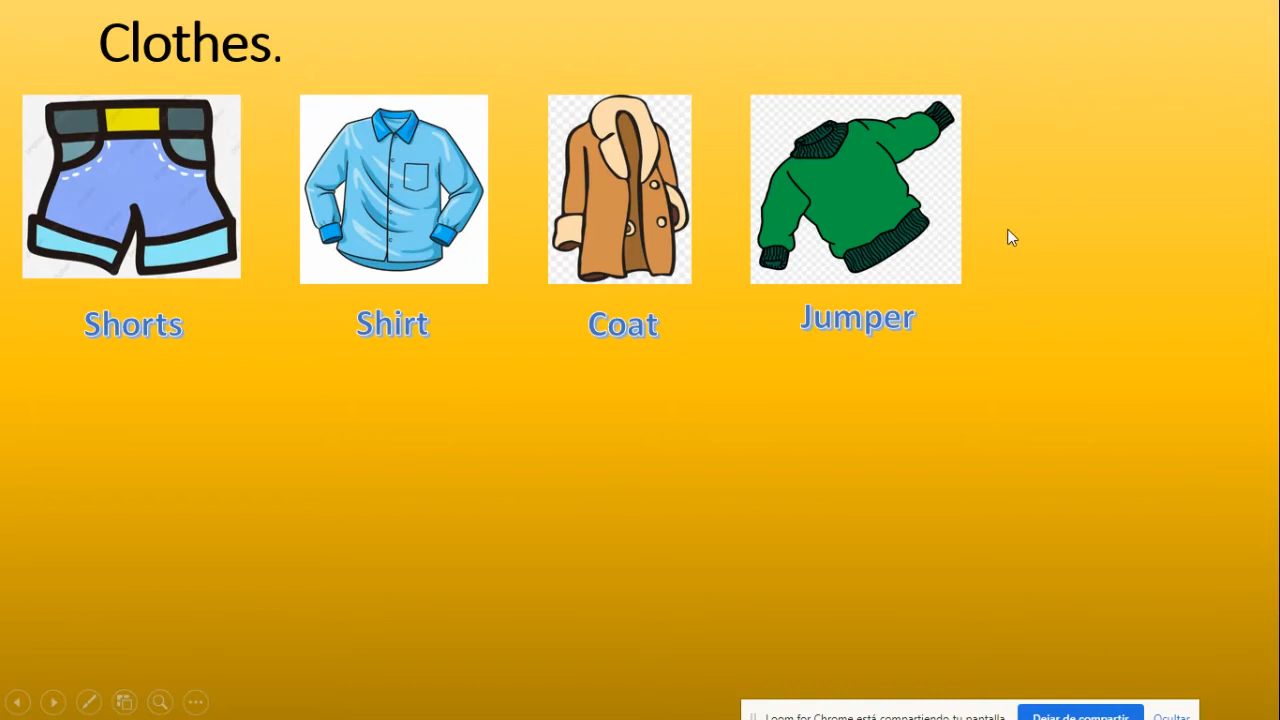 Clothes.
Shorts
Shirt
Coat
Jumper
Loom for Chrome está compartiendo tu pantalla.
Dejar de compartir
Ocultar